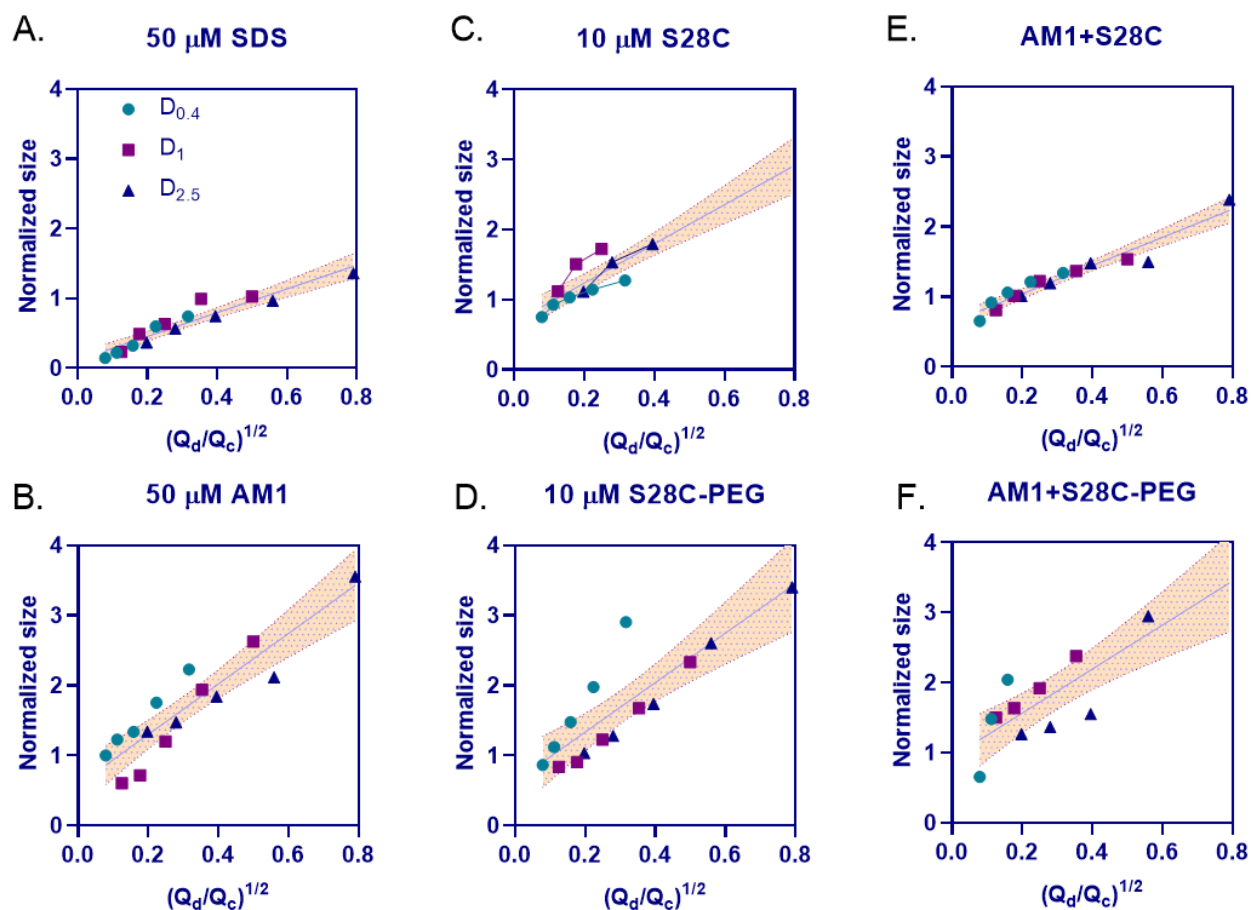 A.
50 μM SDS
4
3
2
1
0
Normalized size
D0.4
D1
D2.5
0.0 0.2 0.4 0.6 0.8
(Qd/Qc)1/2
C.
10 μM S28C
4
3
2
1
0
Normalized size
0.0 0.2 0.4 0.6 0.8
(Qd/Qc)1/2
E.
AM1+S28C
4
3
2
1
0
Normalized size
0.0 0.2 0.4 0.6 0.8
(Qd/Qc)1/2
B.
50 μM AM1
4
3
2
1
0
Normalized size
0.0 0.2 0.4 0.6 0.8
(Qd/Qc)1/2
D.
10 μM S28C-PEG
4
3
2
1
0
Normalized size
0.0 0.2 0.4 0.6 0.8
(Qd/Qc)1/2
F.
AM1+S28C-PEG
4
3
2
1
0
Normalized size
0.0 0.2 0.4 0.6 0.8
(Qd/Qc)1/2